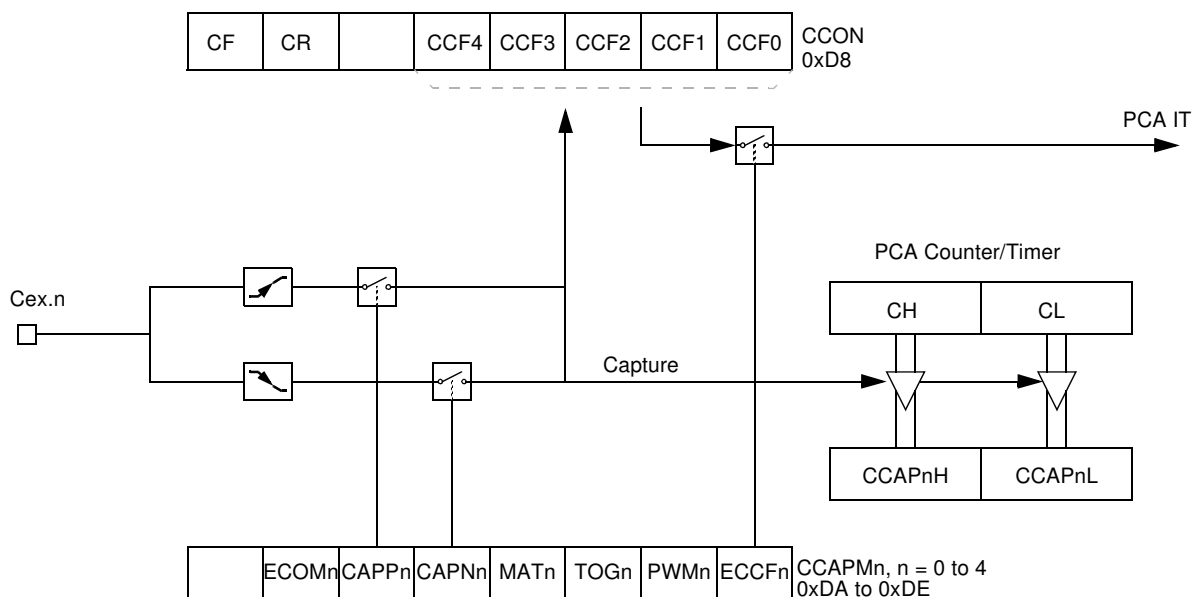 CF CR CCF4 CCF3 CCF2 CCF1 CCF0 CCON
0xD8
PCA IT
PCA Counter/Timer
Cex.n
CH CL
Capture
CCAPnH CCAPnL
ECOMn CAPPn CAPNn MATn TOGn PWMn ECCFn CCAPMn, n = 0 to 4
0xDA to 0xDE